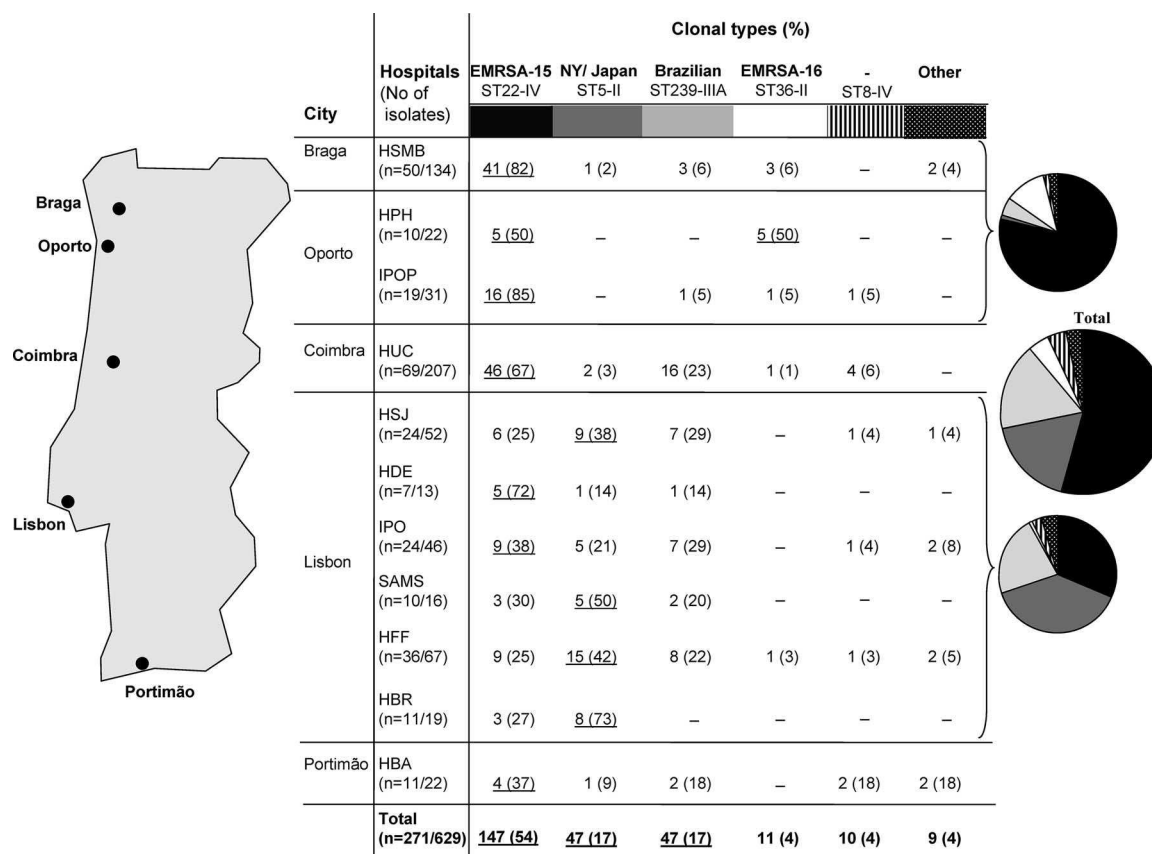 Clonal types (%)
Hospitals EMRSA-15 NY/ Japan Brazilian EMRSA-16 - Other
(No of ST22-IV ST5-II ST239-IIIA ST36-II ST8-IV
City isolates)
Braga HSMB
(n=50/134) 41 (82) 1 (2) 3 (6) 3 (6) – 2 (4)
HPH
(n=10/22) 5 (50) – – 5 (50) – –
Oporto
IPOP
(n=19/31) 16 (85) – 1 (5) 1 (5) 1 (5) –
Coimbra HUC
(n=69/207) 46 (67) 2 (3) 16 (23) 1 (1) 4 (6) –
HSJ
(n=24/52) 6 (25) 9 (38) 7 (29) – 1 (4) 1 (4)
HDE
(n=7/13) 5 (72) 1 (14) 1 (14) – – –
IPO
(n=24/46) 9 (38) 5 (21) 7 (29) – 1 (4) 2 (8)
Lisbon
SAMS
(n=10/16) 3 (30) 5 (50) 2 (20) – – –
HFF
(n=36/67) 9 (25) 15 (42) 8 (22) 1 (3) 1 (3) 2 (5)
HBR
(n=11/19) 3 (27) 8 (73) – – – –
Portimão HBA
(n=11/22) 4 (37) 1 (9) 2 (18) – 2 (18) 2 (18)
Total
(n=271/629) 147 (54) 47 (17) 47 (17) 11 (4) 10 (4) 9 (4)
Braga
Oporto
Coimbra
Lisbon
Portimão
Total